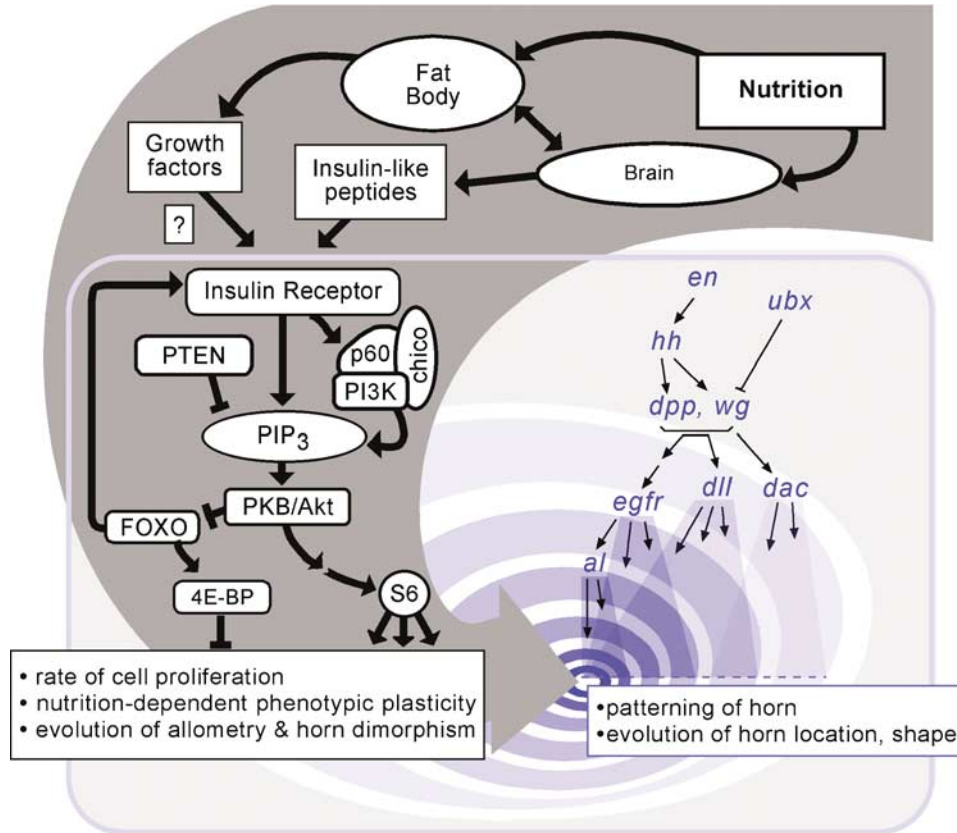 Nutrition
Fat
Body
Growth
factors
Insulin-like
peptides
Brain
?
Insulin Receptor
PTEN
p60
chico
PI3K
PIP3
PKB/Akt
FOXO
4E-BP
S6
• rate of cell proliferation
• nutrition-dependent phenotypic plasticity
• evolution of allometry & horn dimorphism
en
ubx
hh
dpp, wg
egfr
dll
dac
al
•patterning of horn
•evolution of horn location, shape